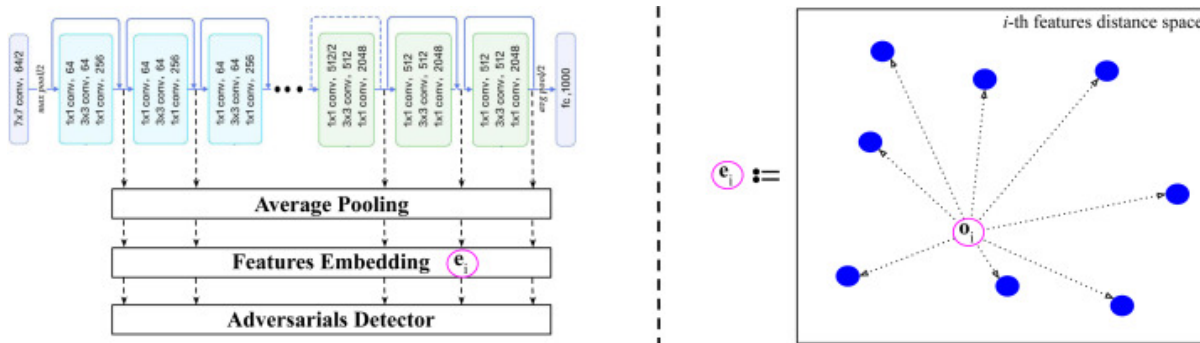 7x7 conv, 64/2
max pool/2
1x1 conv, 64
3x3 conv, 64
1x1 conv, 256
1x1 conv, 64
3x3 conv, 64
1x1 conv, 256
1x1 conv, 64
3x3 conv, 64
1x1 conv, 256
1x1 conv, 512/2
3x3 conv, 512
1x1 conv, 2048
1x1 conv, 512
3x3 conv, 512
1x1 conv, 2048
1x1 conv, 512
3x3 conv, 512
1x1 conv, 2048
avg pool/2
fc ,1000
Average Pooling
Features Embedding e_i
Adversarials Detector
e_i :=
i-th features distance space
o_i